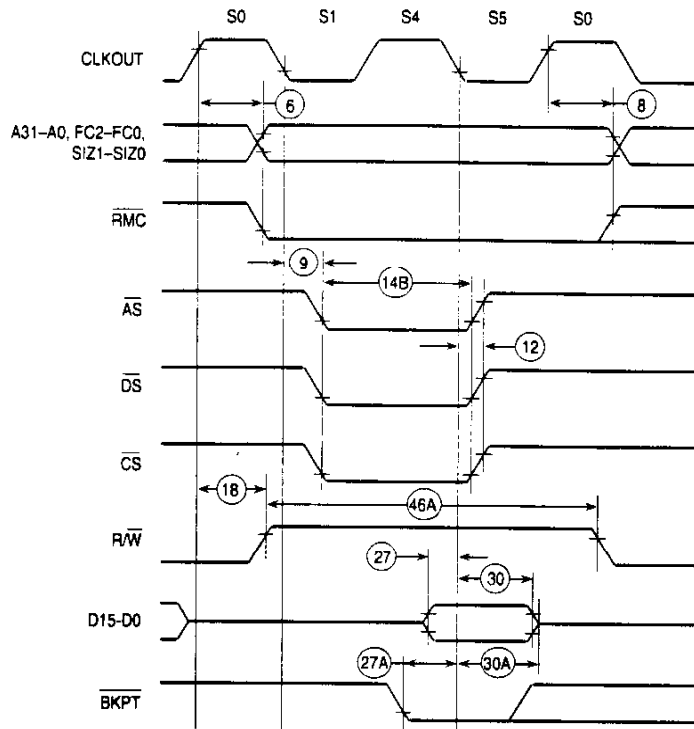 S0 S1 S4 S5 S0
CLKOUT
6 8
A31–A0, FC2–FC0,
SIZ1–SIZ0
RMC
9
14B
AS
12
DS
CS
18
46A
R/W
27
30
D15-D0
27A 30A
BKPT